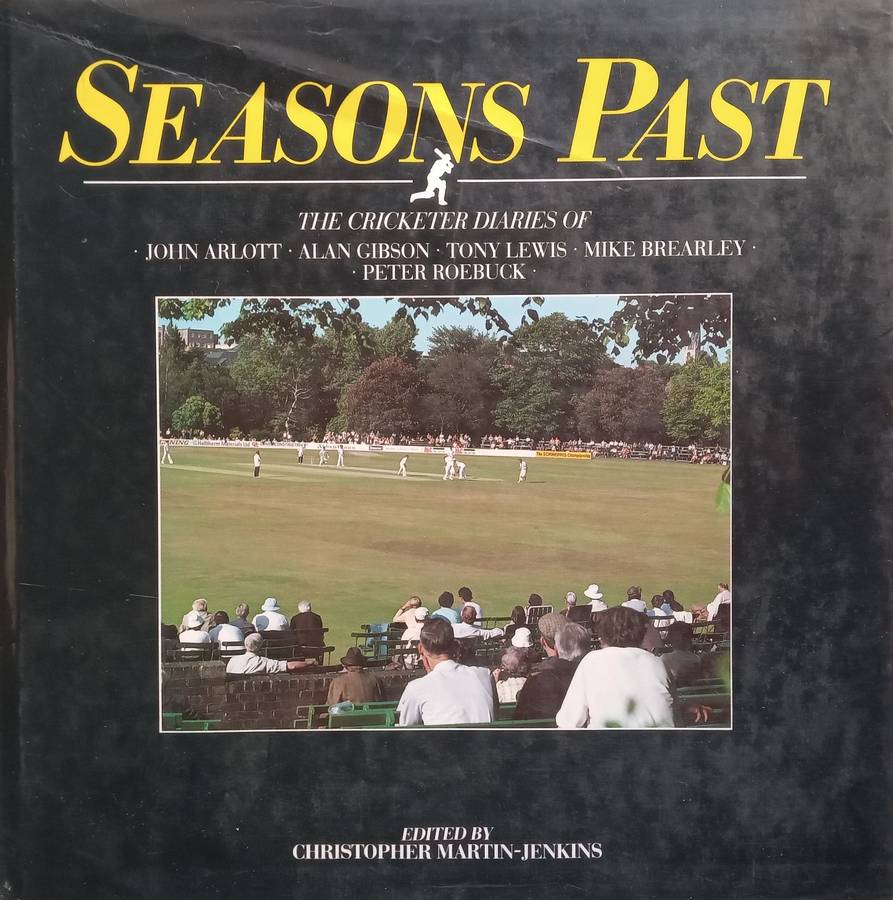 SEASONS PAST
THE CRICKETER DIARIES OF
· JOHN ARLOTT · ALAN GIBSON · TONY LEWIS · MIKE BREARLEY ·
· PETER ROEBUCK ·
EDITED BY
CHRISTOPHER MARTIN-JENKINS